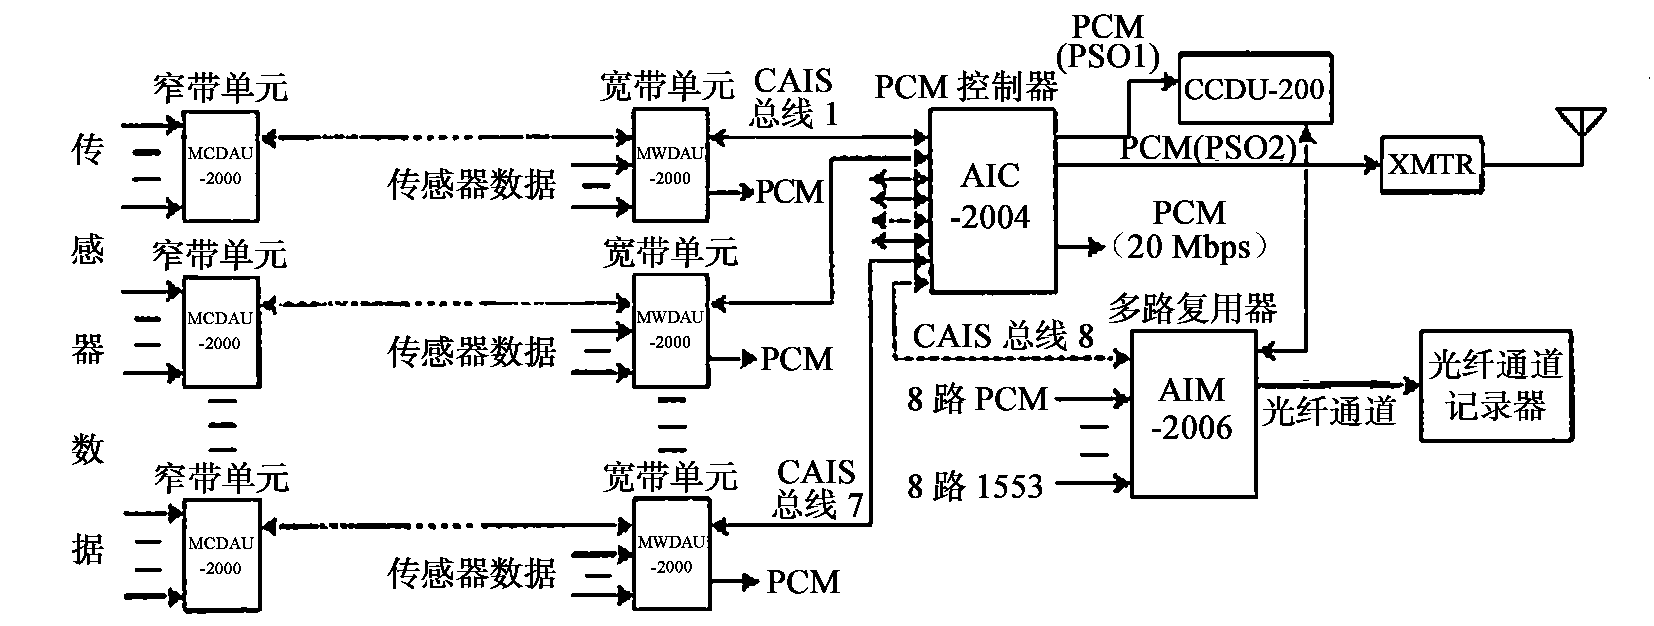 传
感
器
数
据
窄带单元
MCDAU
-2000
窄带单元
MCDAU
-2000
窄带单元
MCDAU
-2000
宽带单元
MWDAU
-2000
传感器数据
PCM
宽带单元
MWDAU
-2000
传感器数据
PCM
宽带单元
MWDAU
-2000
传感器数据
PCM
CAIS
总线 1
CAIS
总线 7
PCM 控制器
AIC
-2004
CAIS 总线 8
PCM
(PSO1)
CCDU-200
PCM(PSO2)
XMTR
PCM
（20 Mbps）
多路复用器
AIM
-2006
8 路 PCM
8 路 1553
光纤通道
光纤通道
记录器